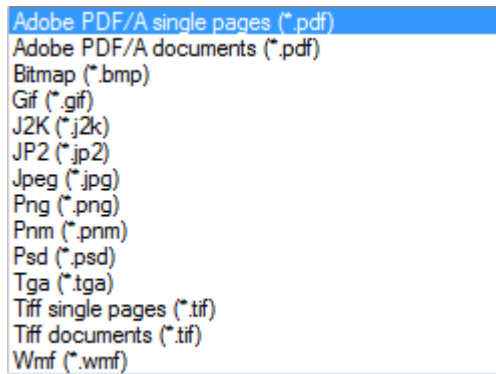 Adobe PDF/A single pages (*.pdf)
Adobe PDF/A documents (*.pdf)
Bitmap (*.bmp)
Gif (*.gif)
J2K (*.j2k)
JP2 (*.jp2)
Jpeg (*.jpg)
Png (*.png)
Pnm (*.pnm)
Psd (*.psd)
Tga (*.tga)
Tiff single pages (*.tif)
Tiff documents (*.tif)
Wmf (*.wmf)